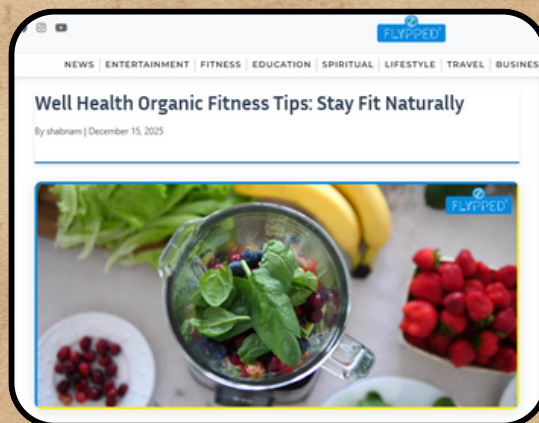 FLYPPED
NEWS | ENTERTAINMENT | FITNESS | EDUCATION | SPIRITUAL | LIFESTYLE | TRAVEL | BUSINES
Well Health Organic Fitness Tips: Stay Fit Naturally
By shabnam | December 15, 2025
FLYPPED